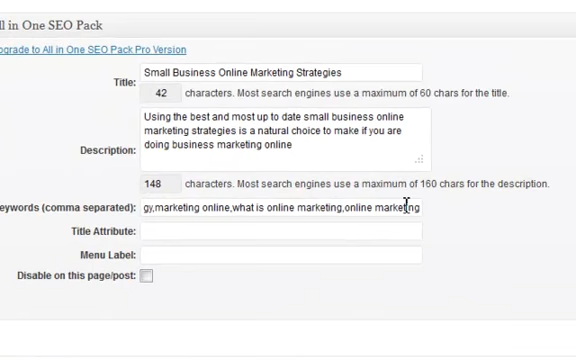 ll in One SEO Pack
pgrade to All in One SEO Pack Pro Version
Title: Small Business Online Marketing Strategies
42 characters. Most search engines use a maximum of 60 chars for the title.
Description: Using the best and most up to date small business online
marketing strategies is a natural choice to make if you are
doing business marketing online
148 characters. Most search engines use a maximum of 160 chars for the description.
eywords (comma separated): gy,marketing online,what is online marketing,online marketing
Title Attribute:
Menu Label:
Disable on this page/post: